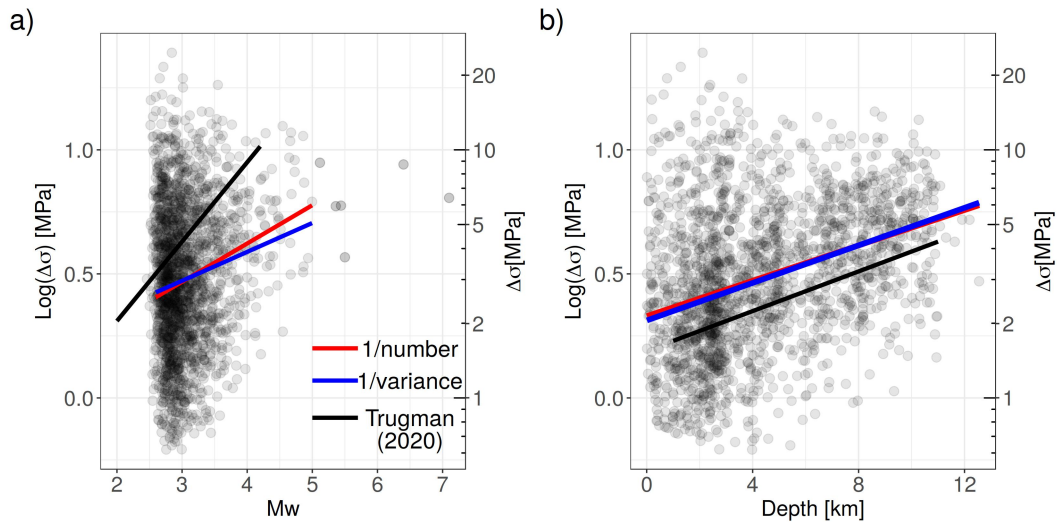 a)
Log(Δσ) [MPa]
1.0
0.5
0.0
20
10
5
2
1
Δσ[MPa]
1/number
1/variance
Trugman
(2020)
2 3 4 5 6 7
Mw
b)
Log(Δσ) [MPa]
1.0
0.5
0.0
20
10
5
2
1
Δσ[MPa]
0 4 8 12
Depth [km]